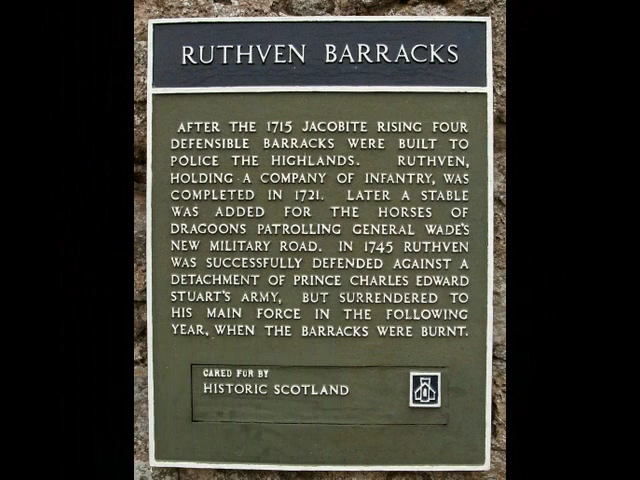 RUTHVEN BARRACKS
AFTER THE 1715 JACOBITE RISING FOUR
DEFENSIBLE BARRACKS WERE BUILT TO
POLICE THE HIGHLANDS. RUTHVEN,
HOLDING A COMPANY OF INFANTRY, WAS
COMPLETED IN 1721. LATER A STABLE
WAS ADDED FOR THE HORSES OF
DRAGOONS PATROLLING GENERAL WADE'S
NEW MILITARY ROAD. IN 1745 RUTHVEN
WAS SUCCESSFULLY DEFENDED AGAINST A
DETACHMENT OF PRINCE CHARLES EDWARD
STUART'S ARMY, BUT SURRENDERED TO
HIS MAIN FORCE IN THE FOLLOWING
YEAR, WHEN THE BARRACKS WERE BURNT.
CARED FOR BY
HISTORIC SCOTLAND